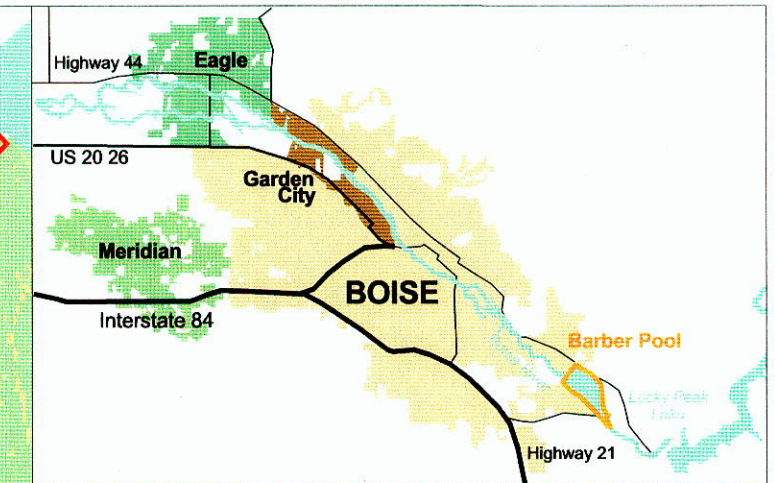 Highway 44
Eagle
US 20 26
Garden
City
Meridian
BOISE
Interstate 84
Barber Pool
Lucky Peak
Lake
Highway 21